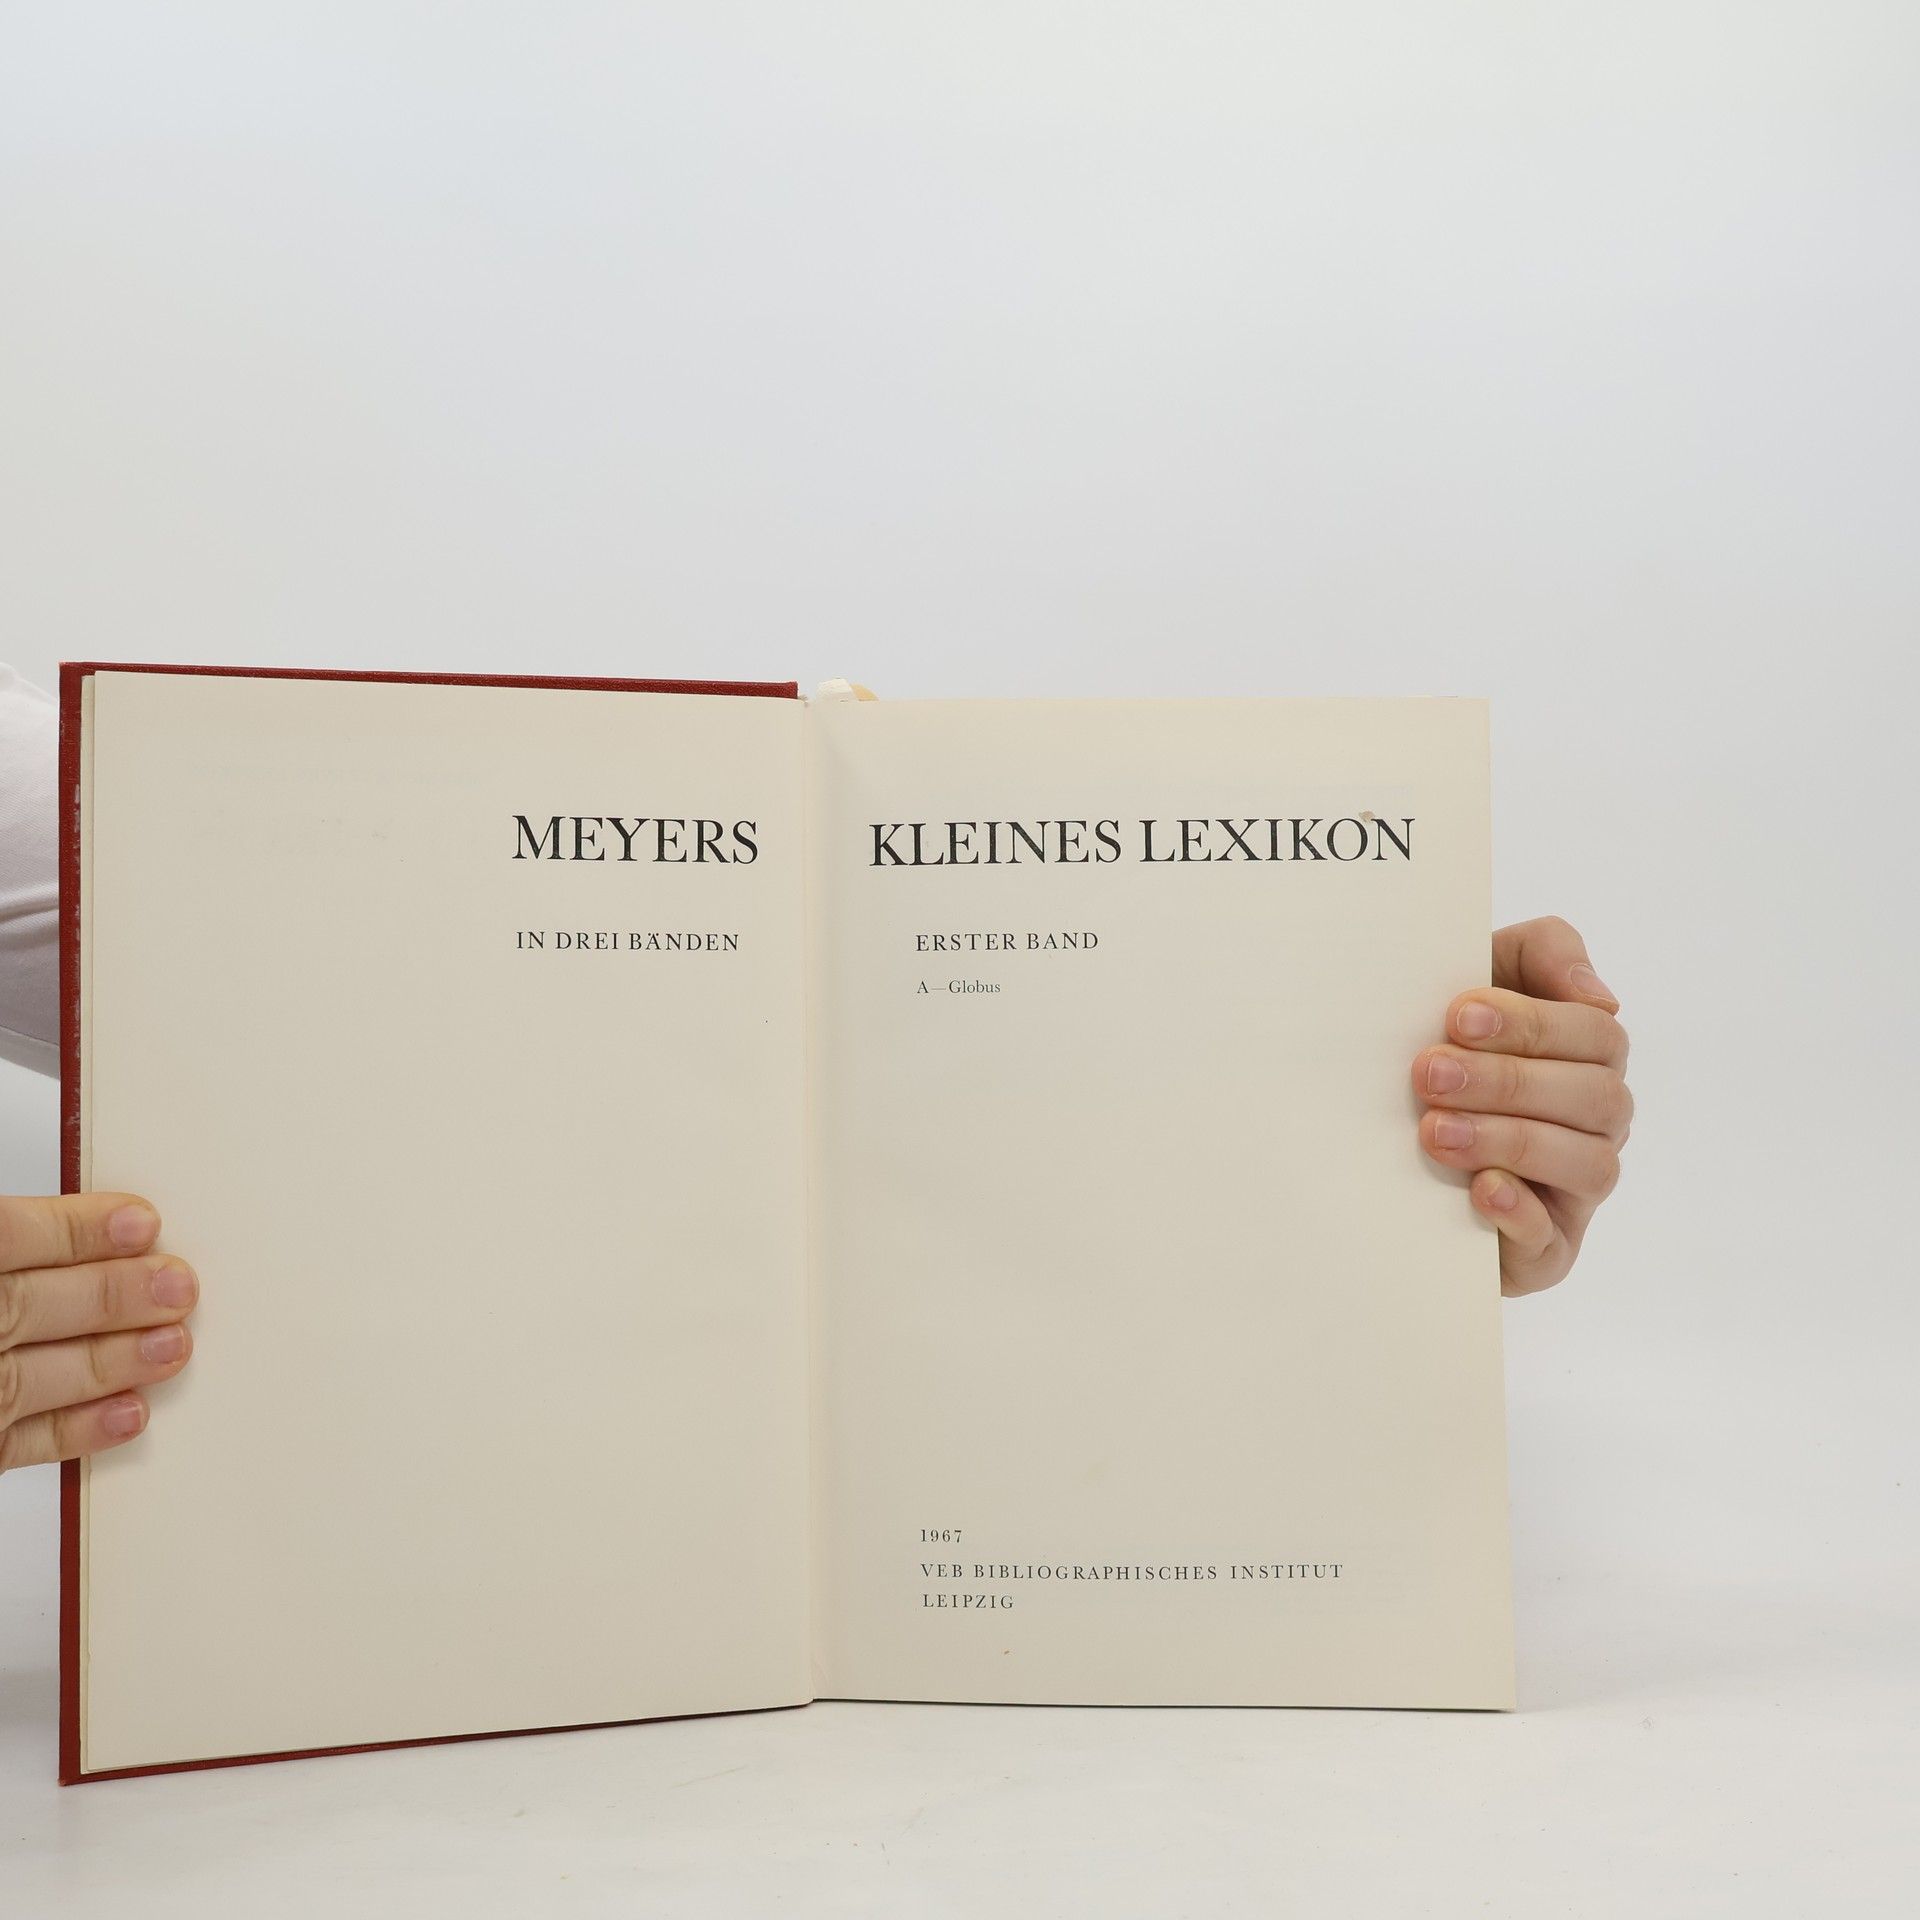 MEYERS KLEINES LEXIKON
IN DREI BÄNDEN
ERSTER BAND
A—Globus
1967
VEB BIBLIOGRAPHISCHES INSTITUT
LEIPZIG